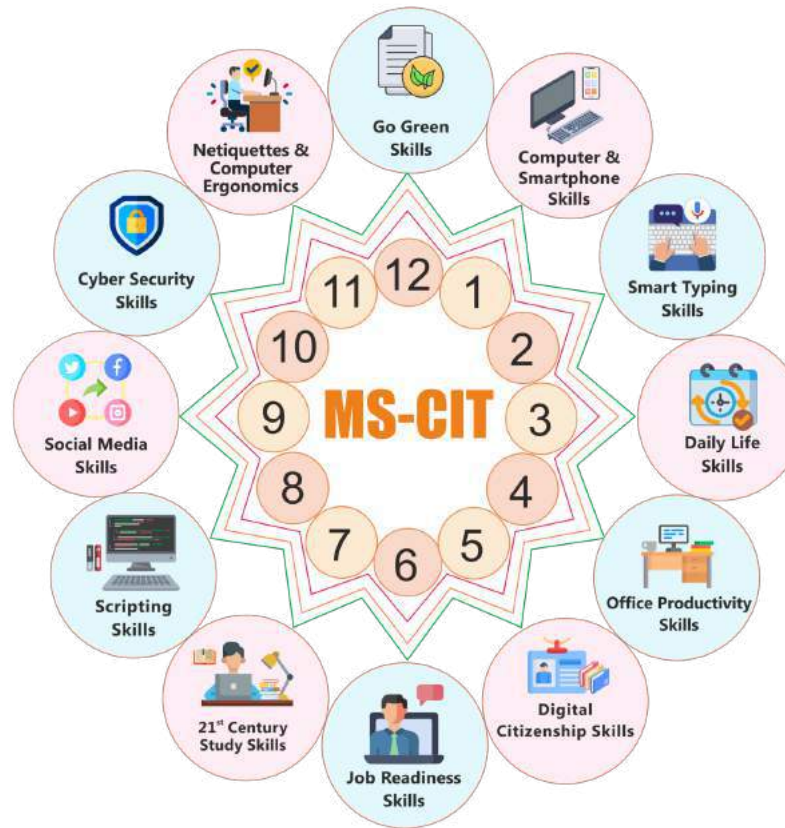 Go Green
Skills
Computer &
Smartphone
Skills
Smart Typing
Skills
Daily Life
Skills
Office Productivity
Skills
Digital
Citizenship Skills
Job Readiness
Skills
21st Century
Study Skills
Scripting
Skills
Social Media
Skills
Cyber Security
Skills
Netiquettes &
Computer
Ergonomics
12
1
2
3
4
5
6
7
8
9
10
11
MS-CIT